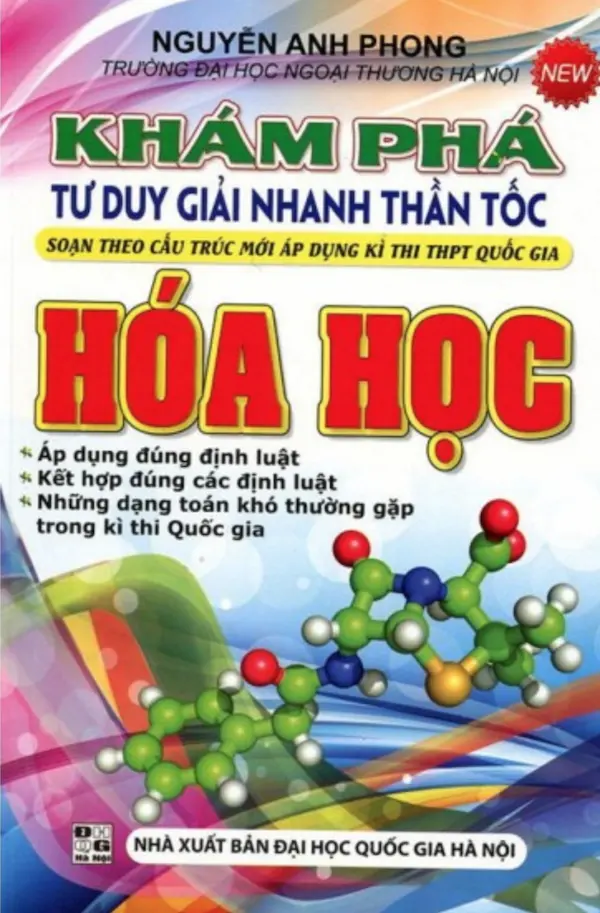 NGUYỄN ANH PHONG
TRƯỜNG ĐẠI HỌC NGOẠI THƯƠNG HÀ NỘI
NEW
KHÁM PHÁ
TƯ DUY GIẢI NHANH THẦN TỐC
SOẠN THEO CẤU TRÚC MỚI ÁP DỤNG KÌ THI THPT QUỐC GIA
HÓA HỌC
Áp dụng đúng định luật
Kết hợp đúng các định luật
Những dạng toán khó thường gặp
trong kì thi Quốc gia
Hà Nội
NHÀ XUẤT BẢN ĐẠI HỌC QUỐC GIA HÀ NỘI